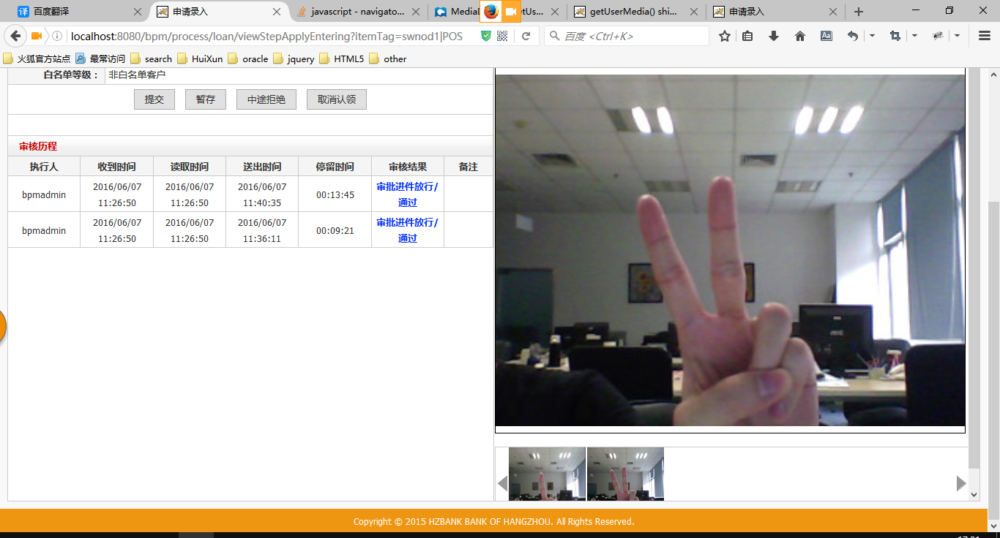 百度翻译
申请录入
javascript - navigato...
MediaD
etUs...
getUserMedia() shi...
申请录入
localhost:8080/bpm/process/loan/viewStepApplyEntering?itemTag=swnod1|POS
百度 <Ctrl+K>
火狐官方站点 最常访问 search HuiXun oracle jquery HTML5 other
白名单等级： 非白名单客户
提交 暂存 中途拒绝 取消认领
审核历程
执行人 收到时间 读取时间 送出时间 停留时间 审核结果 备注
bpmadmin 2016/06/07 11:26:50 2016/06/07 11:26:50 2016/06/07 11:40:35 00:13:45 审批进件放行/通过
bpmadmin 2016/06/07 11:26:50 2016/06/07 11:26:50 2016/06/07 11:36:11 00:09:21 审批进件放行/通过
Copyright © 2015 HZBANK BANK OF HANGZHOU. All Rights Reserved.